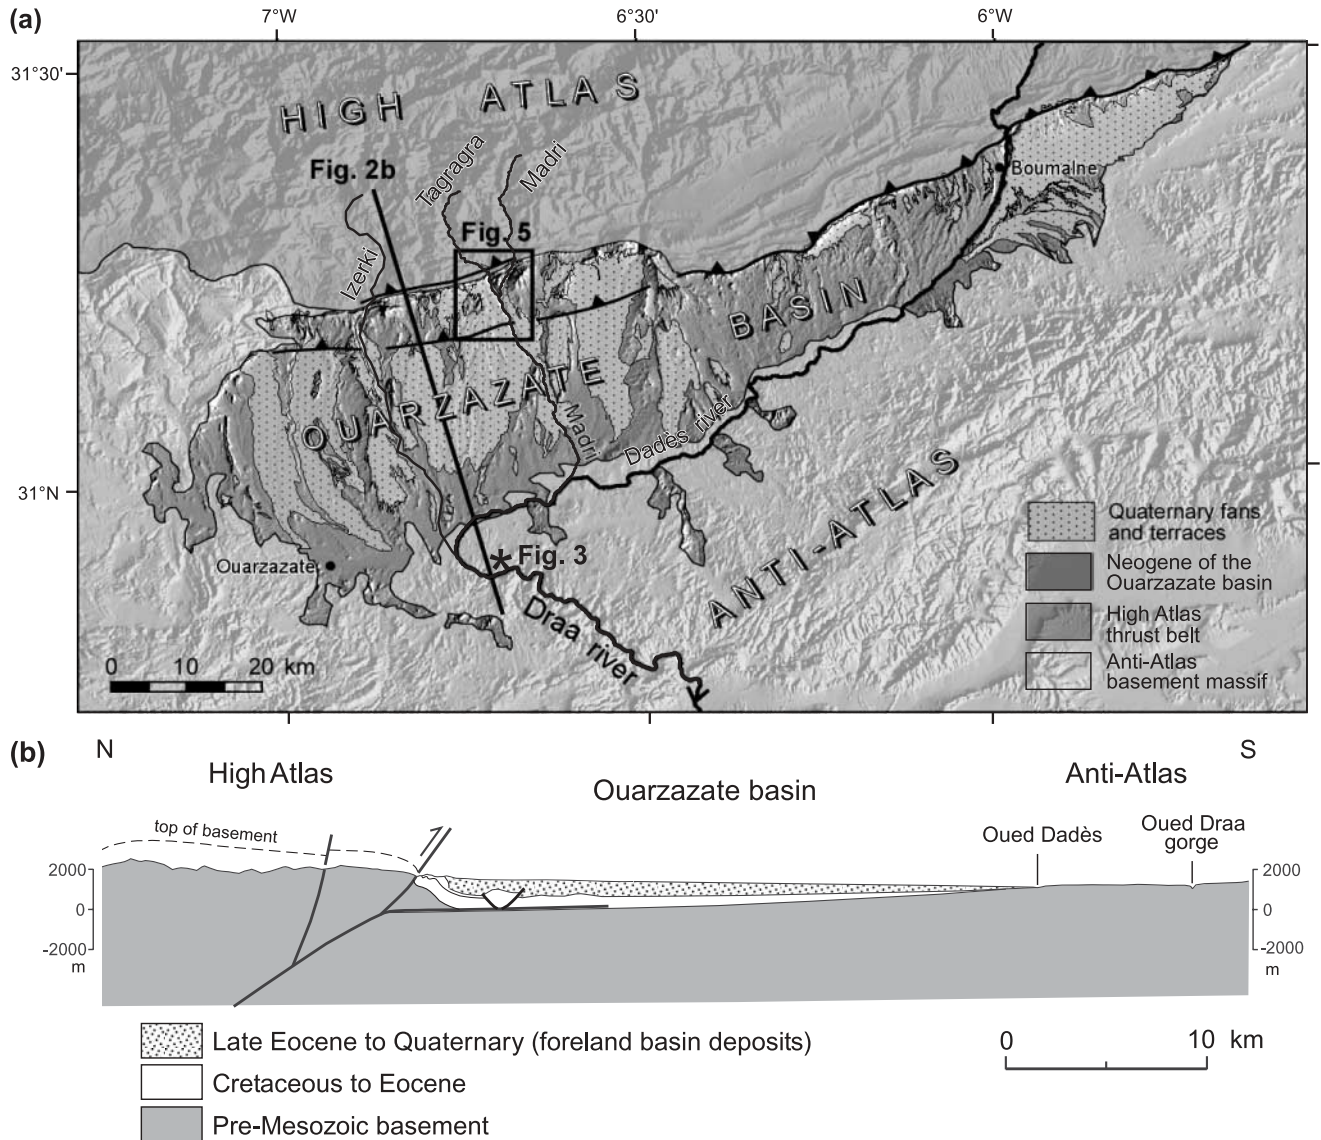 (a)
7°W
6°30'
6°W
31°30'
HIGH ATLAS
Fig. 2b
Tagragra
Madri
Boumalne
Fig. 5
Izerki
BASIN
OUARZAZATE
Madri
Dadès river
31°N
ANTI-ATLAS
Ouarzazate
Fig. 3
Draa river
Quaternary fans
and terraces
Neogene of the
Ouarzazate basin
High Atlas
thrust belt
Anti-Atlas
basement massif
0 10 20 km
(b)
N
S
High Atlas
Ouarzazate basin
Anti-Atlas
top of basement
Oued Dadès
Oued Draa
gorge
2000
0
-2000
m
2000
0
-2000
m
Late Eocene to Quaternary (foreland basin deposits)
Cretaceous to Eocene
Pre-Mesozoic basement
0 10 km